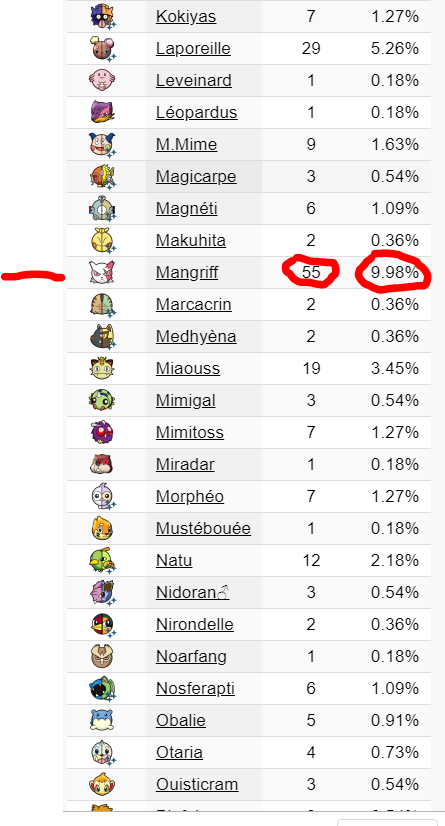 Kokiyas 7 1.27%
Laporeille 29 5.26%
Leveinard 1 0.18%
Léopardus 1 0.18%
M.Mime 9 1.63%
Magicarpe 3 0.54%
Magnéti 6 1.09%
Makuhita 2 0.36%
Mangriff 55 9.98%
Marcacrin 2 0.36%
Medhyèna 2 0.36%
Miaouss 19 3.45%
Mimigal 3 0.54%
Mimitoss 7 1.27%
Miradar 1 0.18%
Morphéo 7 1.27%
Mustébouée 1 0.18%
Natu 12 2.18%
Nidoran♂ 3 0.54%
Nirondelle 2 0.36%
Noarfang 1 0.18%
Nosferapti 6 1.09%
Obalie 5 0.91%
Otaria 4 0.73%
Ouisticram 3 0.54%